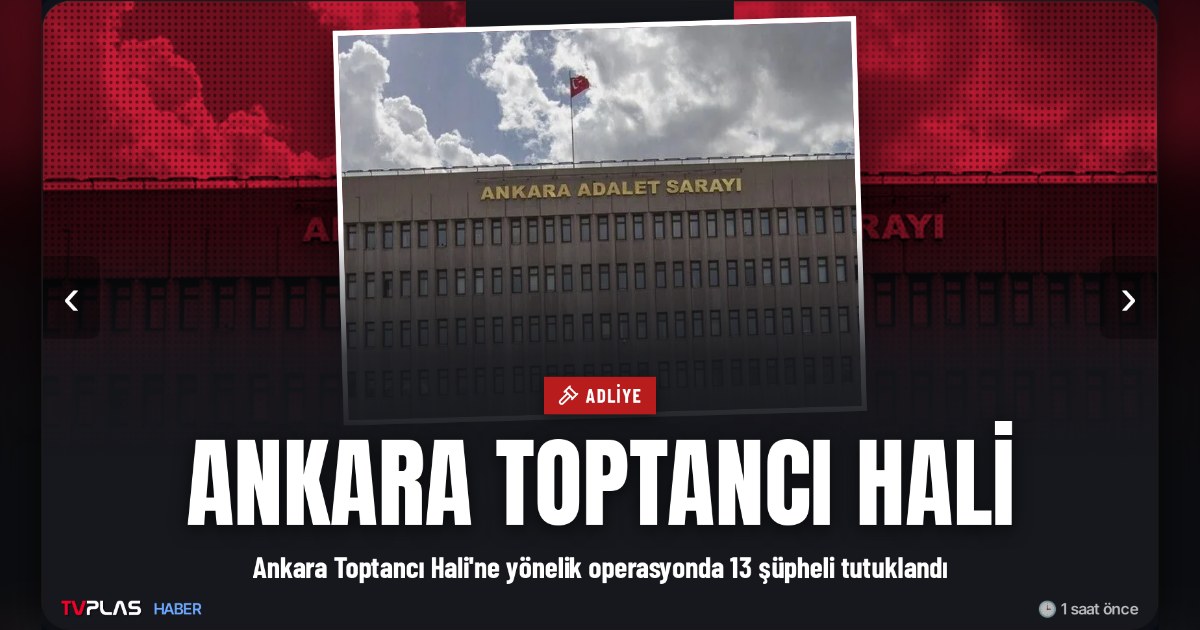 ANKARA ADALET SARAYI
RAYI
ADLİYE
ANKARA TOPTANCI HALİ
Ankara Toptancı Hali'ne yönelik operasyonda 13 şüpheli tutuklandı
TVPLAS HABER
1 saat önce